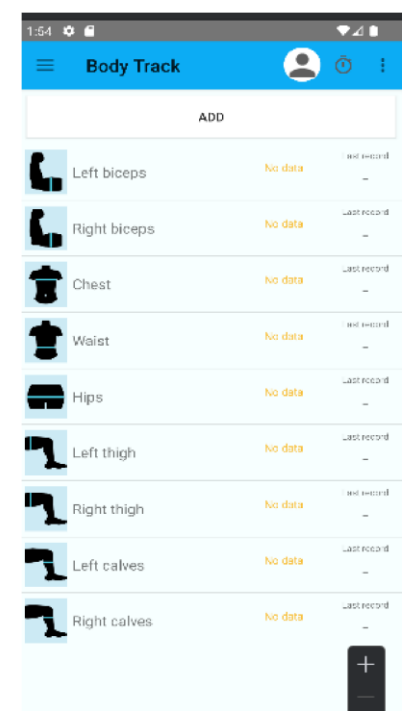 1:54
Body Track
ADD
Left biceps No data Last record
-
Right biceps No data Last record
-
Chest No data Last record
-
Waist No data Last record
-
Hips No data Last record
-
Left thigh No data Last record
-
Right thigh No data Last record
-
Left calves No data Last record
-
Right calves No data Last record
-